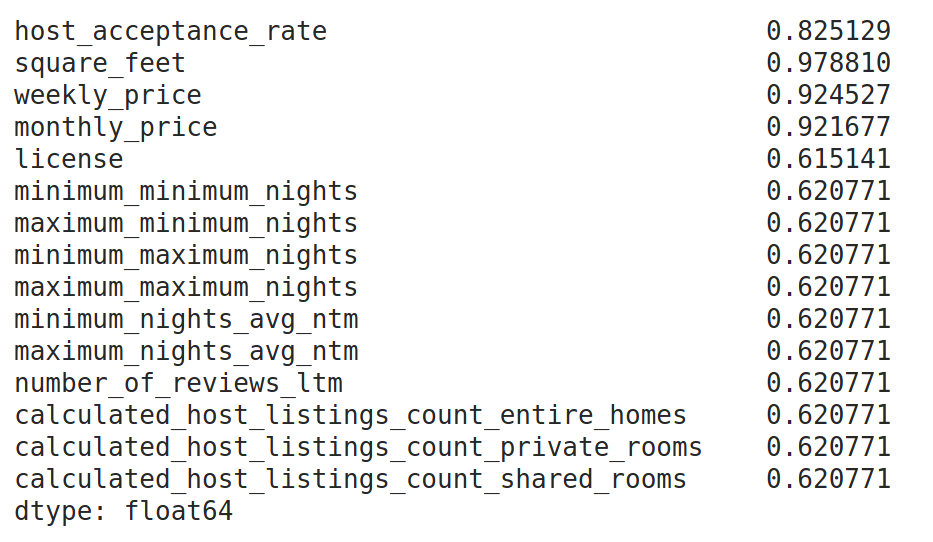 host_acceptance_rate 0.825129
square_feet 0.978810
weekly_price 0.924527
monthly_price 0.921677
license 0.615141
minimum_minimum_nights 0.620771
maximum_minimum_nights 0.620771
minimum_maximum_nights 0.620771
maximum_maximum_nights 0.620771
minimum_nights_avg_ntm 0.620771
maximum_nights_avg_ntm 0.620771
number_of_reviews_ltm 0.620771
calculated_host_listings_count_entire_homes 0.620771
calculated_host_listings_count_private_rooms 0.620771
calculated_host_listings_count_shared_rooms 0.620771
dtype: float64